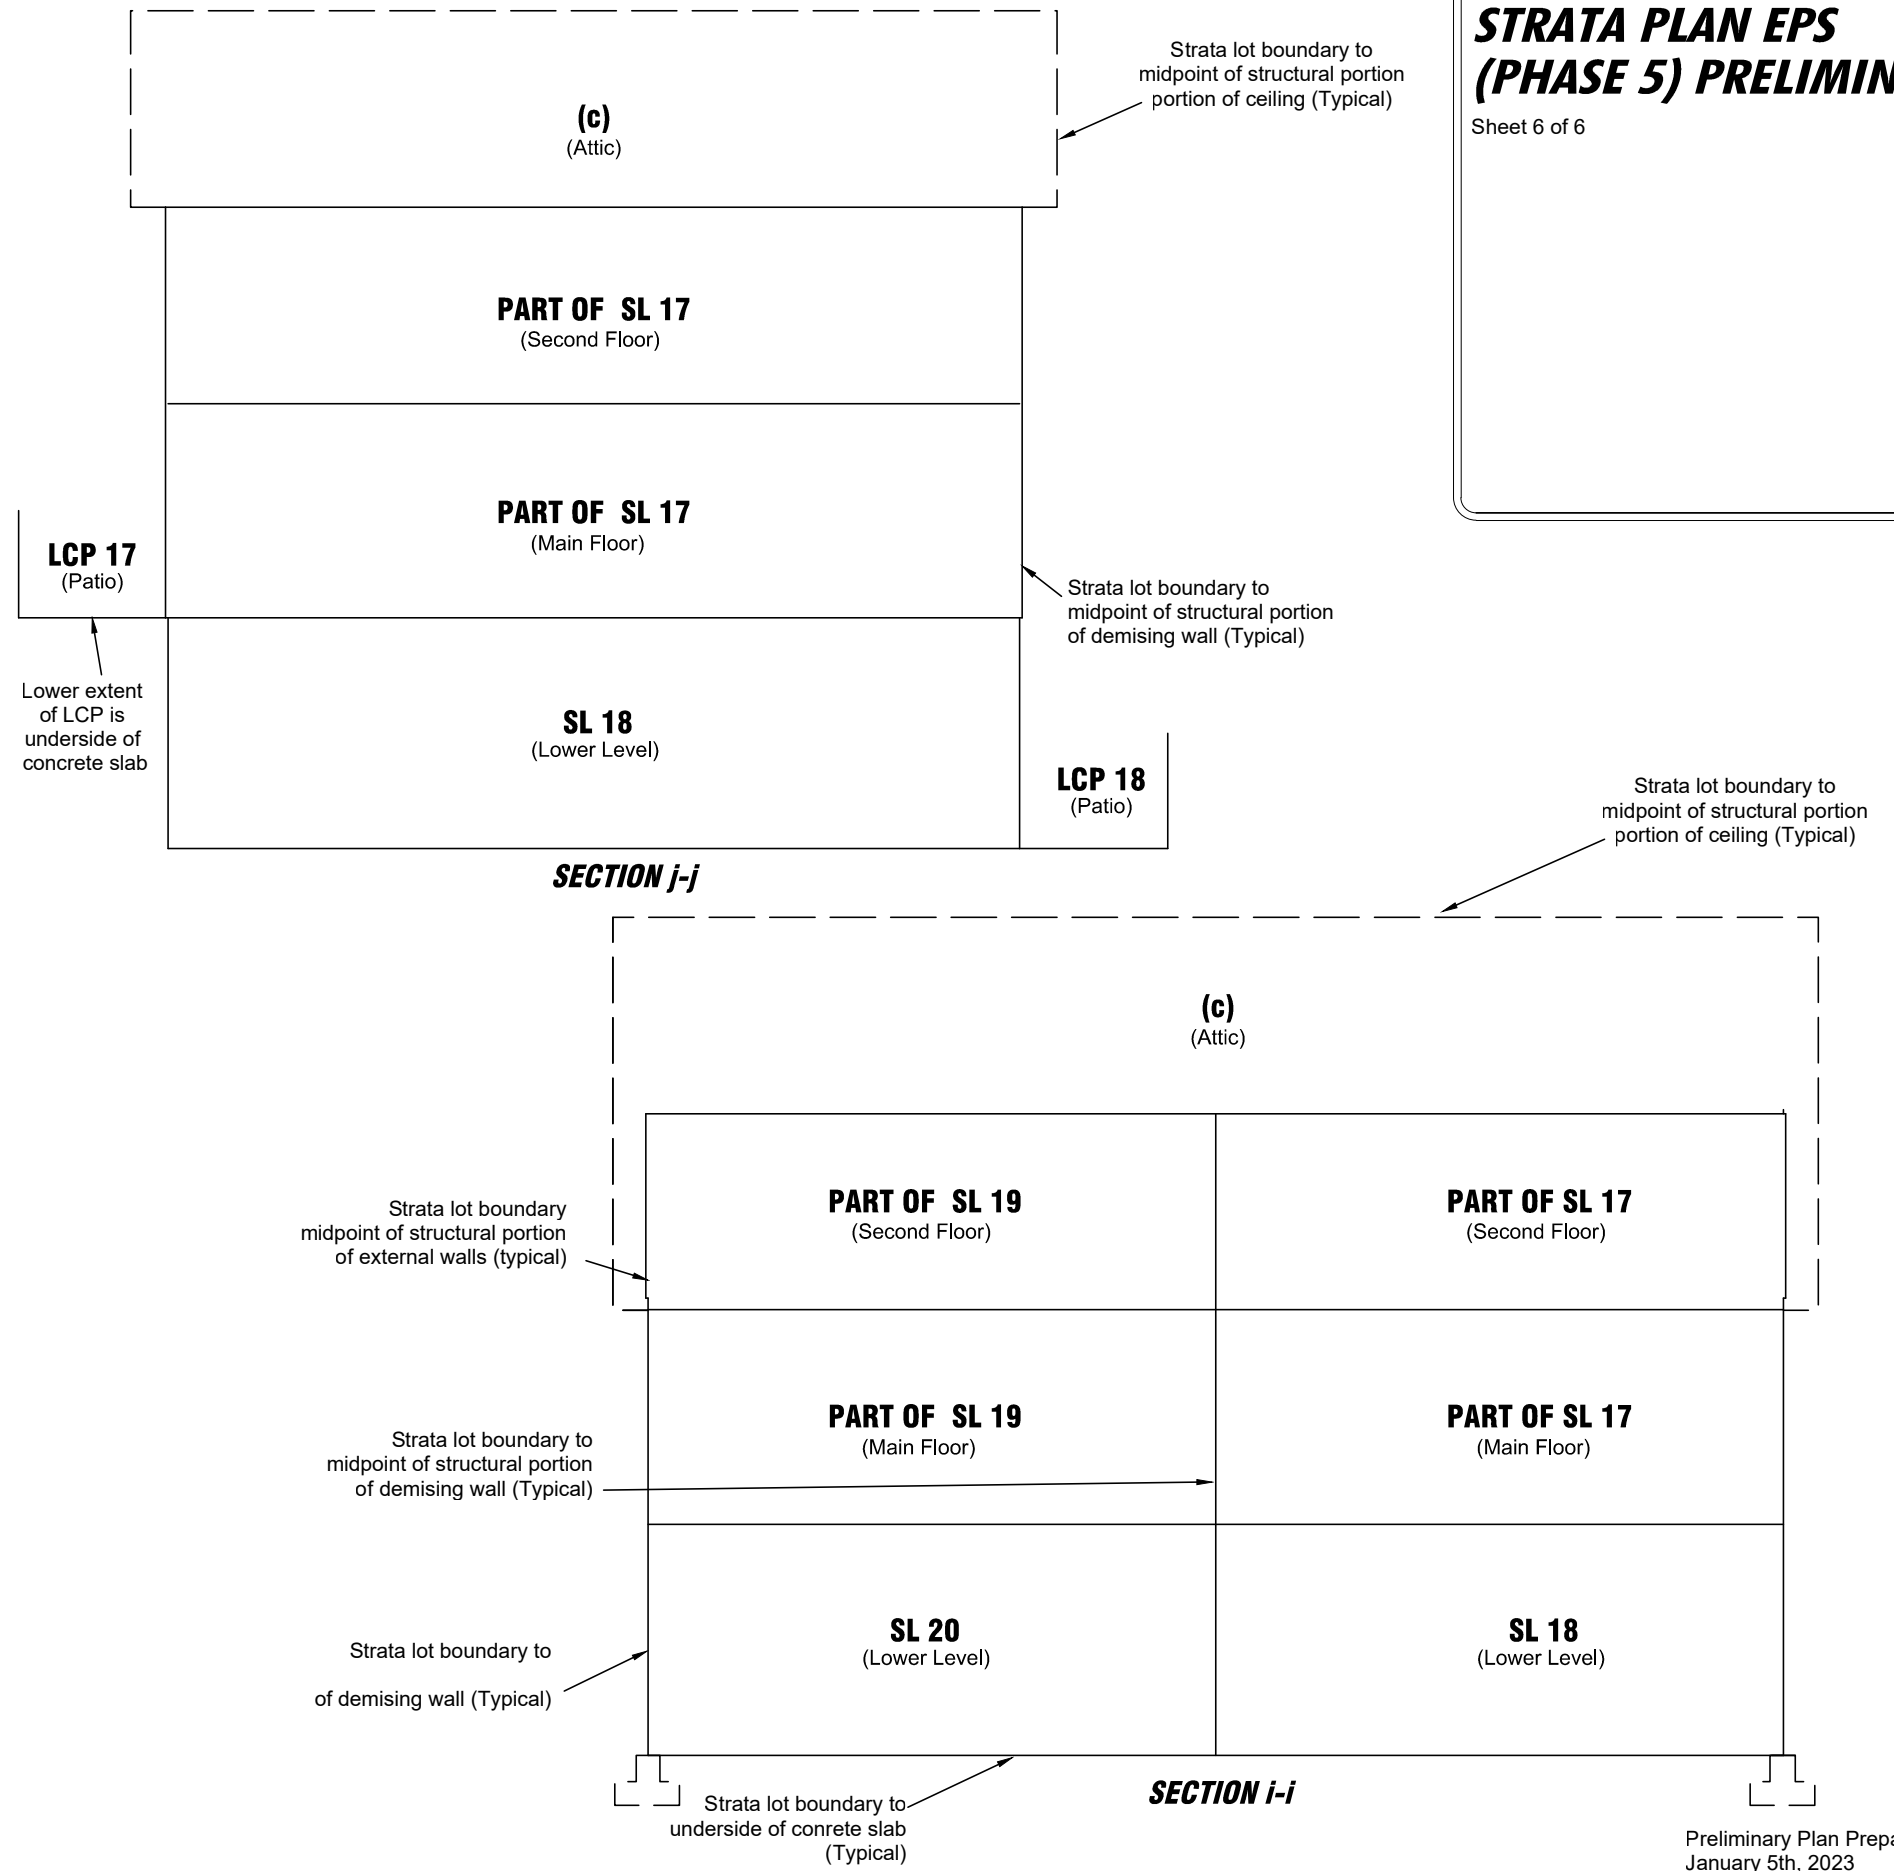 STRATA PLAN EPS
(PHASE 5) PRELIMIN
Sheet 6 of 6
Strata lot boundary to
midpoint of structural portion
portion of ceiling (Typical)
(c)
(Attic)
PART OF SL 17
(Second Floor)
PART OF SL 17
(Main Floor)
LCP 17
(Patio)
Strata lot boundary to
midpoint of structural portion
of demising wall (Typical)
Lower extent
of LCP is
underside of
concrete slab
SL 18
(Lower Level)
LCP 18
(Patio)
SECTION j-j
Strata lot boundary to
midpoint of structural portion
portion of ceiling (Typical)
(c)
(Attic)
Strata lot boundary
midpoint of structural portion
of external walls (typical)
PART OF SL 19
(Second Floor)
PART OF SL 17
(Second Floor)
Strata lot boundary to
midpoint of structural portion
of demising wall (Typical)
PART OF SL 19
(Main Floor)
PART OF SL 17
(Main Floor)
Strata lot boundary to
of demising wall (Typical)
SL 20
(Lower Level)
SL 18
(Lower Level)
Strata lot boundary to
underside of conrete slab
(Typical)
SECTION i-i
Preliminary Plan Prepa
January 5th, 2023